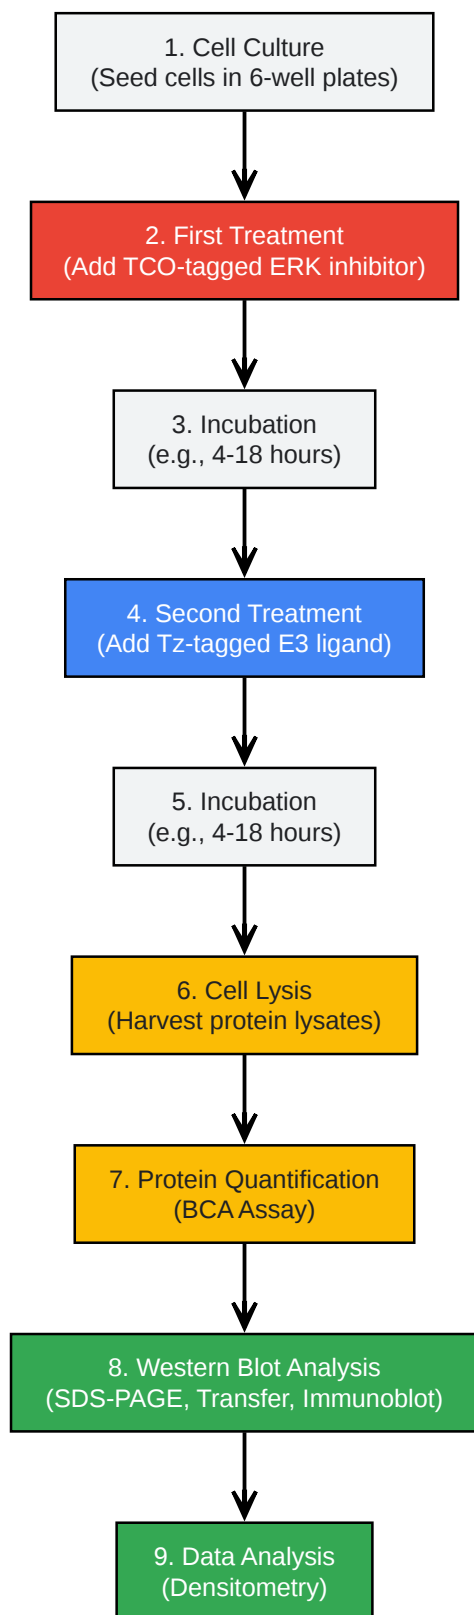 1. Cell Culture
(Seed cells in 6-well plates)
2. First Treatment
(Add TCO-tagged ERK inhibitor)
3. Incubation
(e.g., 4-18 hours)
4. Second Treatment
(Add Tz-tagged E3 ligand)
5. Incubation
(e.g., 4-18 hours)
6. Cell Lysis
(Harvest protein lysates)
7. Protein Quantification
(BCA Assay)
8. Western Blot Analysis
(SDS-PAGE, Transfer, Immunoblot)
9. Data Analysis
(Densitometry)